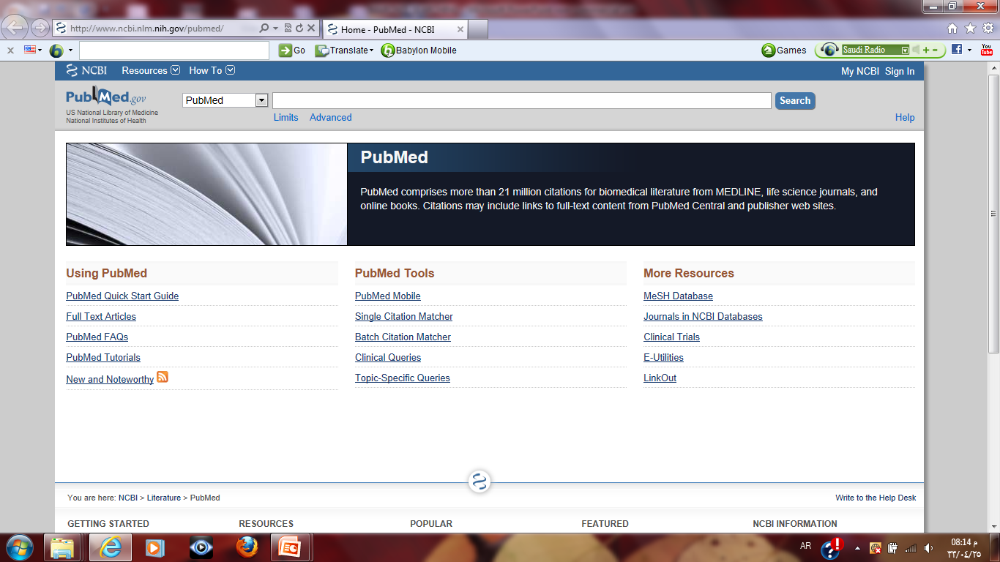 http://www.ncbi.nlm.nih.gov/pubmed/
Home - PubMed - NCBI
Go
Translate
Babylon Mobile
Games
Saudi Radio
You
Tube
NCBI
Resources
How To
My NCBI
Sign In
PubMed.gov
US National Library of Medicine
National Institutes of Health
PubMed
Search
Limits
Advanced
Help
PubMed
PubMed comprises more than 21 million citations for biomedical literature from MEDLINE, life science journals, and
online books. Citations may include links to full-text content from PubMed Central and publisher web sites.
Using PubMed
PubMed Quick Start Guide
Full Text Articles
PubMed FAQs
PubMed Tutorials
New and Noteworthy
PubMed Tools
PubMed Mobile
Single Citation Matcher
Batch Citation Matcher
Clinical Queries
Topic-Specific Queries
More Resources
MeSH Database
Journals in NCBI Databases
Clinical Trials
E-Utilities
LinkOut
You are here: NCBI > Literature > PubMed
Write to the Help Desk
GETTING STARTED
RESOURCES
POPULAR
FEATURED
NCBI INFORMATION
AR
08:14 م
٣٣/٠٤/٢٥